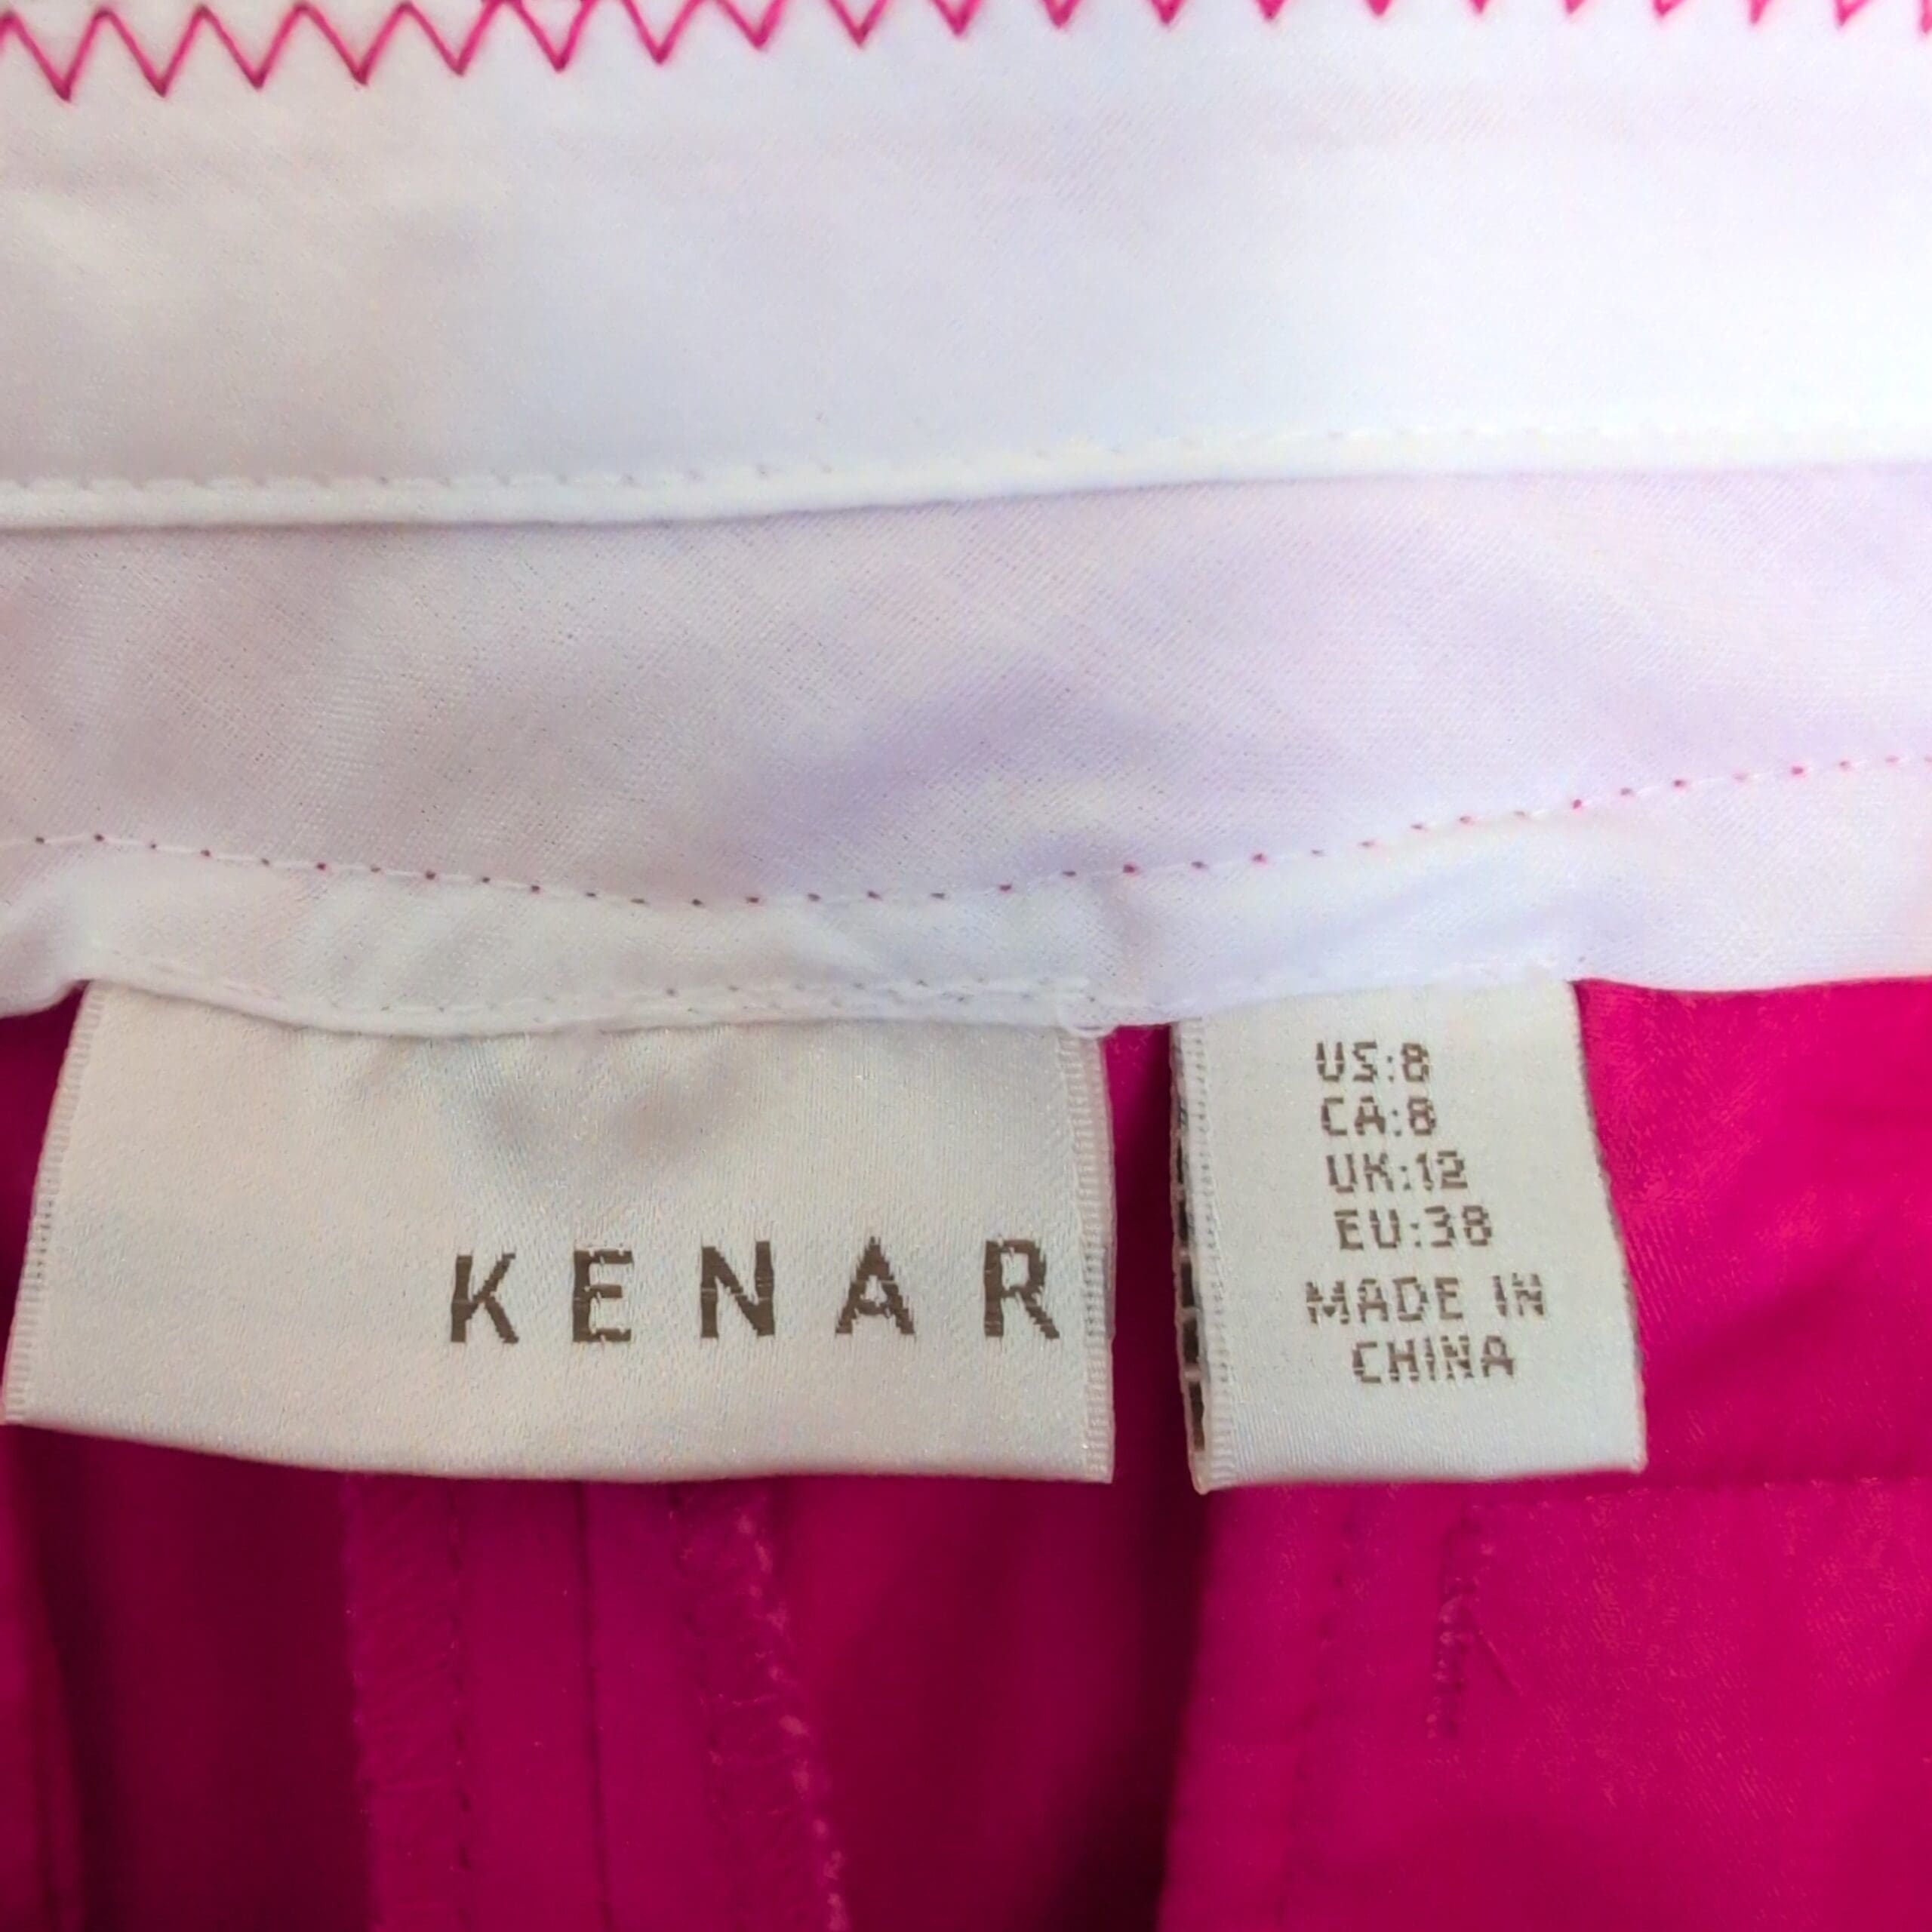 KENAR
US:8
CA:8
UK:12
EU:38
MADE IN
CHINA